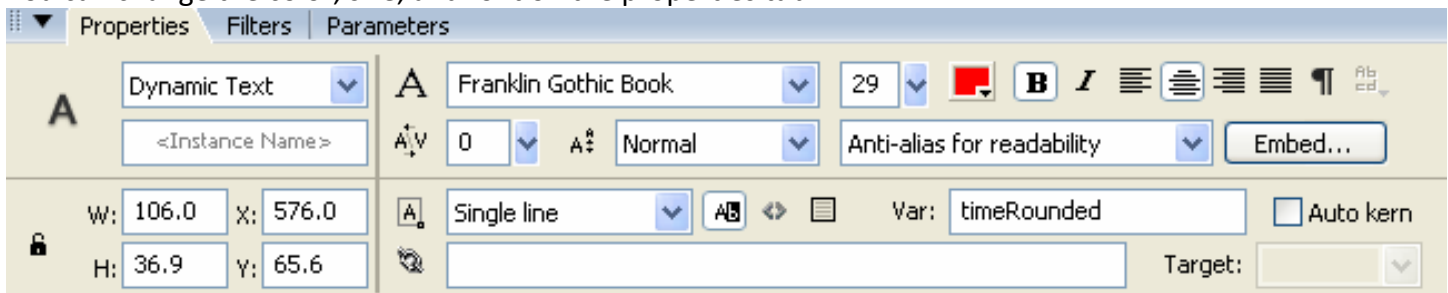 Properties Filters Parameters
A Dynamic Text A Franklin Gothic Book 29 B I ¶
<Instance Name> A V 0 A Normal Anti-alias for readability Embed...
W: 106.0 X: 576.0 A Single line AB <> Var: timeRounded Auto kern
H: 36.9 Y: 65.6 Target: